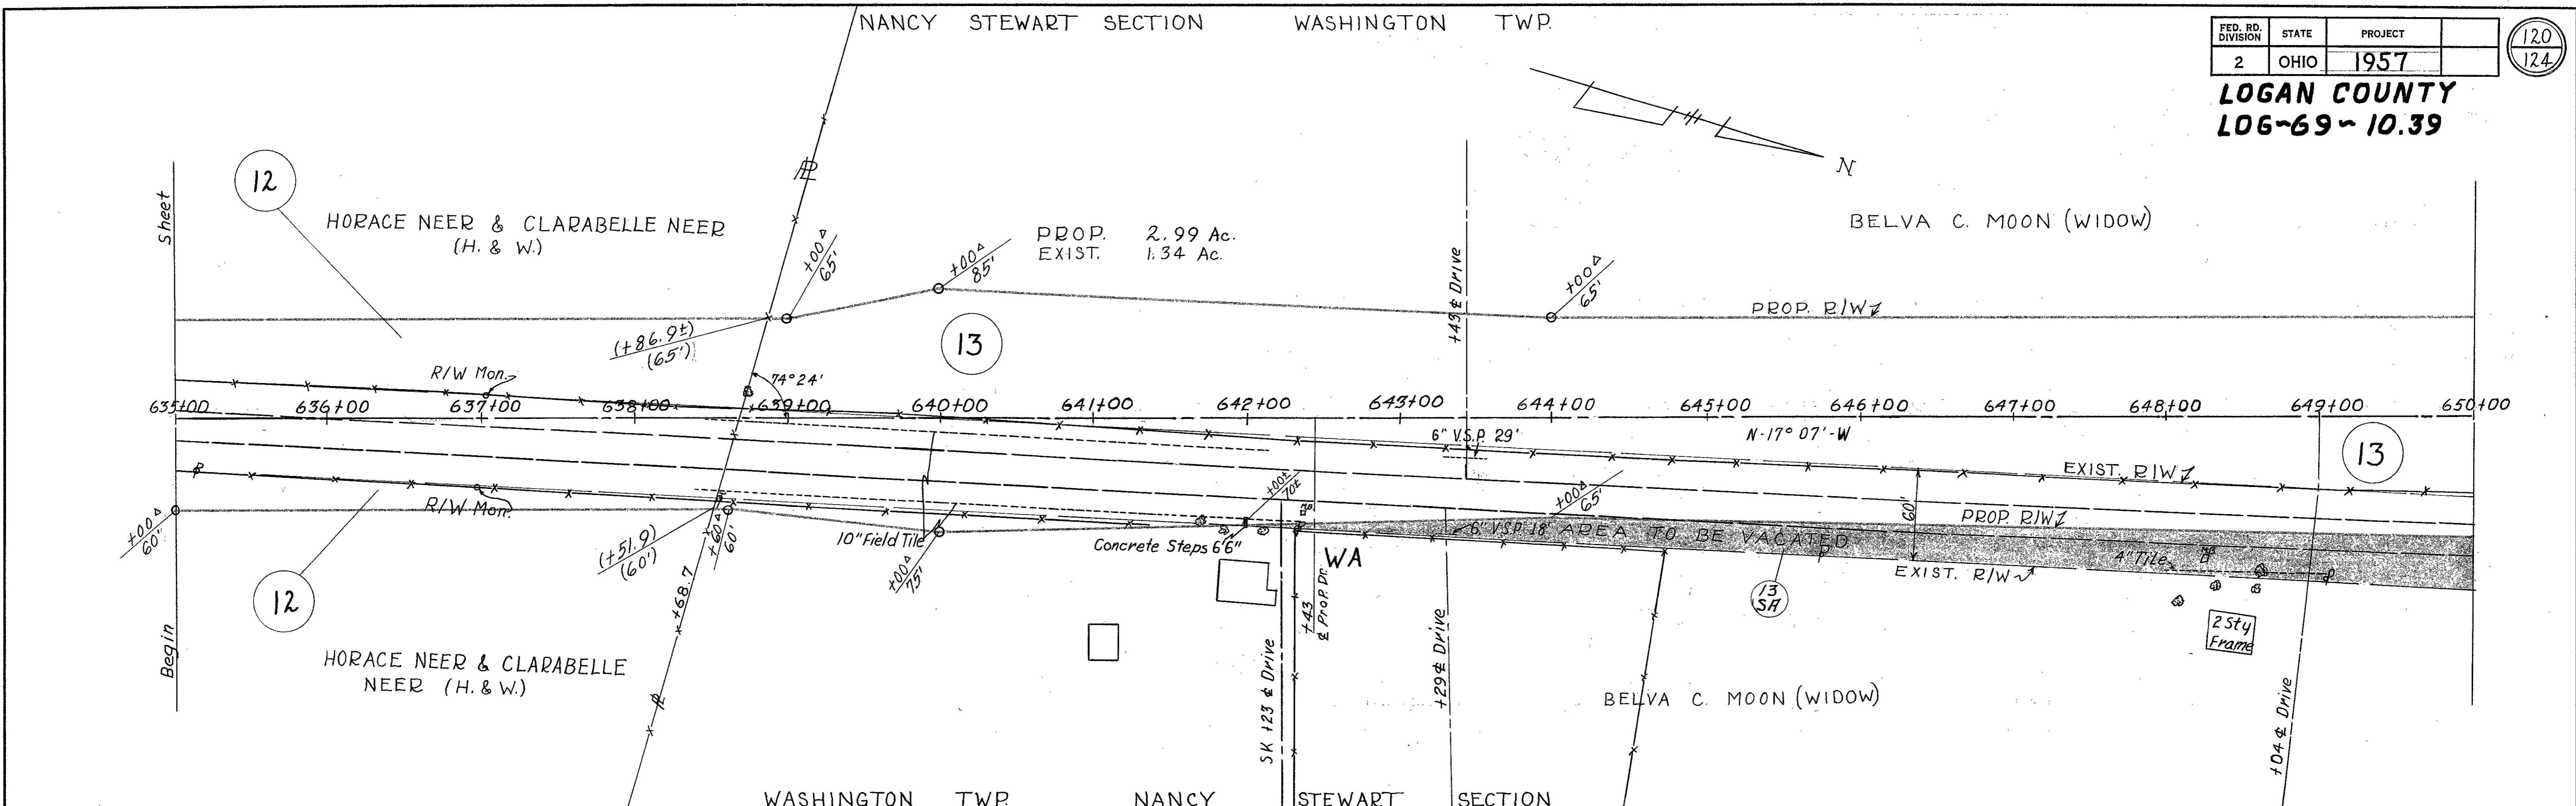 NANCY STEWART SECTION WASHINGTON TWP.
FED. RD. DIVISION STATE PROJECT
2 OHIO 1957
120
124
LOGAN COUNTY
LOG-69-10.39
N
Sheet
12
HORACE NEER & CLARABELLE NEER
(H. & W.)
PL
+00
65'
+00
85'
PROP. 2.99 Ac.
EXIST. 1.34 Ac.
+43 ℄ Drive
+00
65'
BELVA C. MOON (WIDOW)
PROP. R/W
(+86.9±)
(65')
13
R/W Mon.
74°24'
635+00 636+00 637+00 638+00 639+00 640+00 641+00 642+00 643+00 644+00 645+00 646+00 647+00 648+00 649+00 650+00
6" V.S.P. 29'
N-17°07'-W
13
EXIST. R/W
R/W Mon.
+00±
70±
+00
65'
60'
PROP. R/W
+00
60'
(+51.9)
(60')
+60
60'
10" Field Tile
+00
75'
Concrete Steps 6'6"
6" V.S.P. 18'
AREA TO BE VACATED
4" Tile
WA
EXIST. R/W
12
+68.7
13
SA
+43
℄ Prop. Dr.
2 Sty
Frame
Begin
HORACE NEER & CLARABELLE
NEER (H. & W.)
PL
SK +23 ℄ Drive
+29 ℄ Drive
BELVA C. MOON (WIDOW)
+04 ℄ Drive
WASHINGTON TWP. NANCY STEWART SECTION